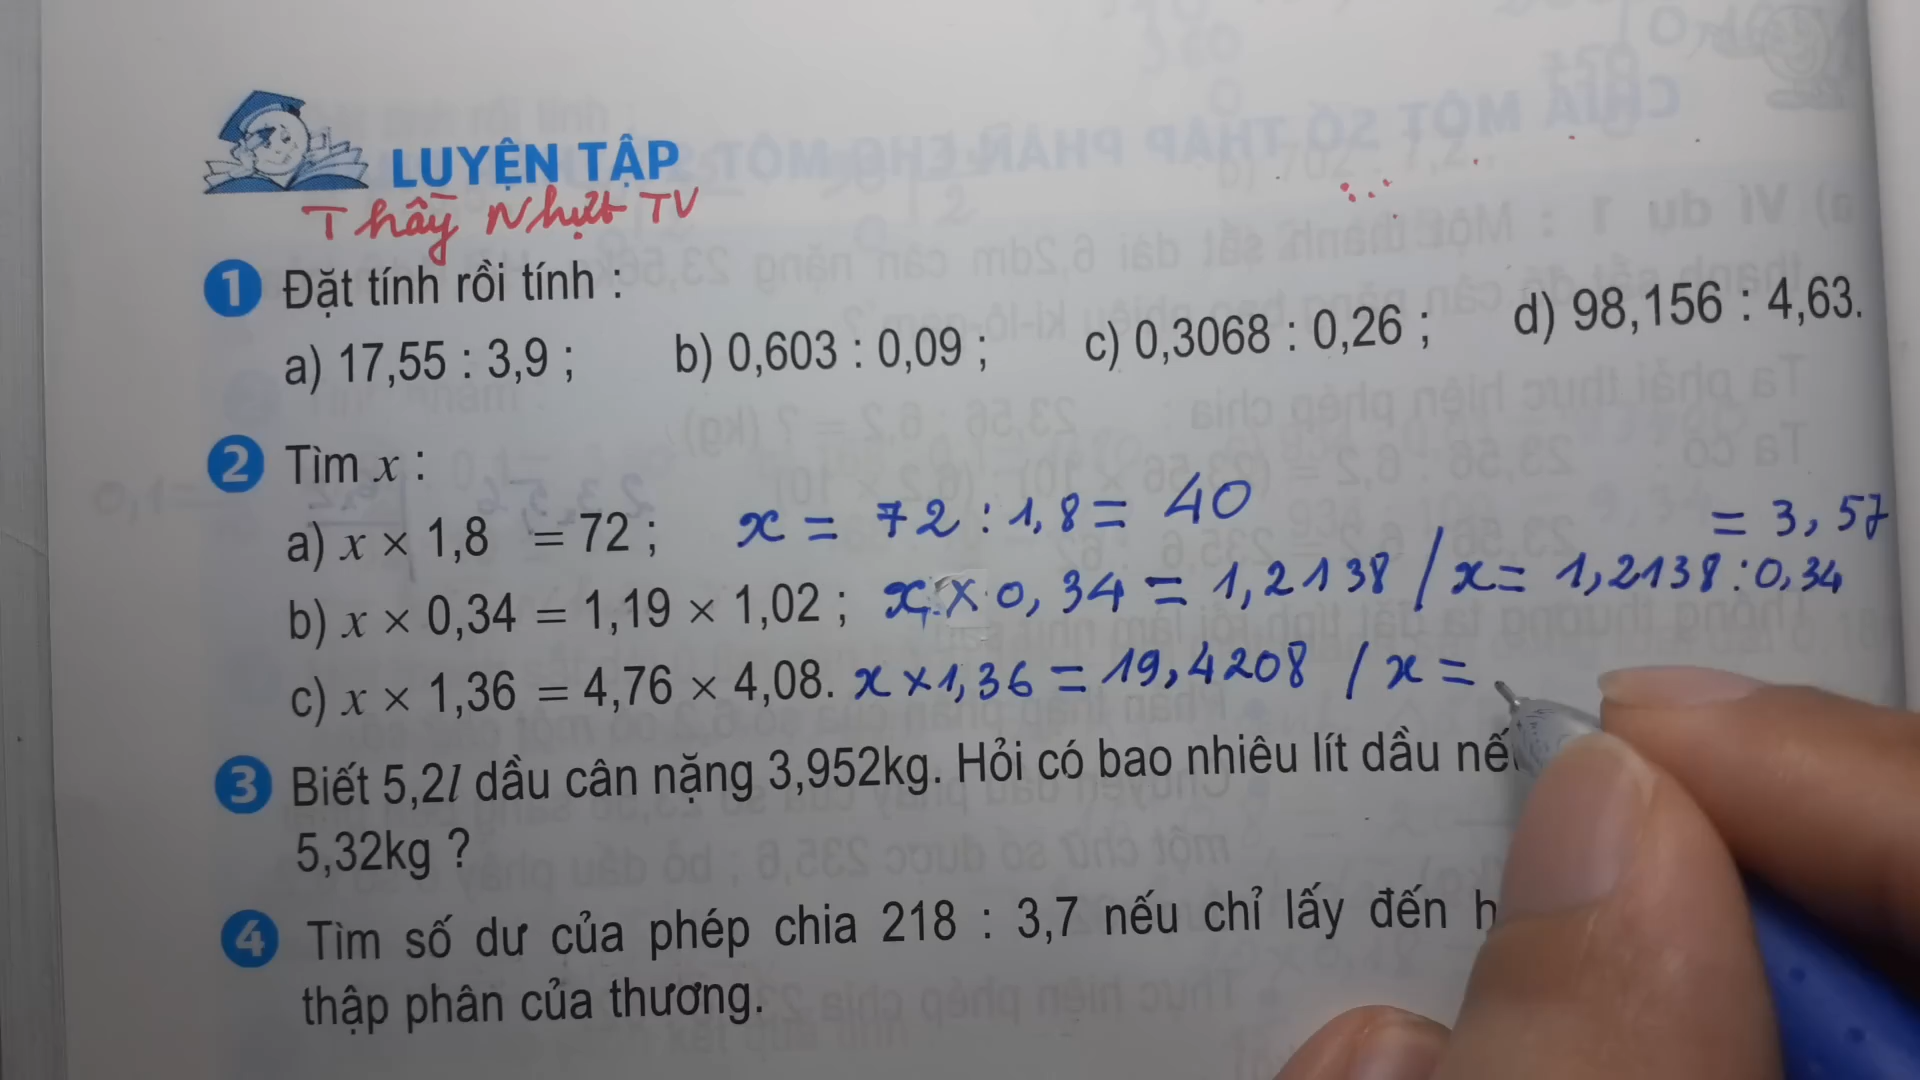 LUYỆN TẬP
Thầy Nhựt TV
1 Đặt tính rồi tính :
a) 17,55 : 3,9 ; b) 0,603 : 0,09 ; c) 0,3068 : 0,26 ; d) 98,156 : 4,63.
2 Tìm x :
a) x × 1,8 = 72 ; x = 72 : 1,8 = 40
= 3,57
b) x × 0,34 = 1,19 × 1,02 ; x × 0,34 = 1,2138 / x = 1,2138 : 0,34
c) x × 1,36 = 4,76 × 4,08. x × 1,36 = 19,4208 / x =
3 Biết 5,2l dầu cân nặng 3,952kg. Hỏi có bao nhiêu lít dầu
5,32kg ?
4 Tìm số dư của phép chia 218 : 3,7 nếu chỉ lấy đến
thập phân của thương.